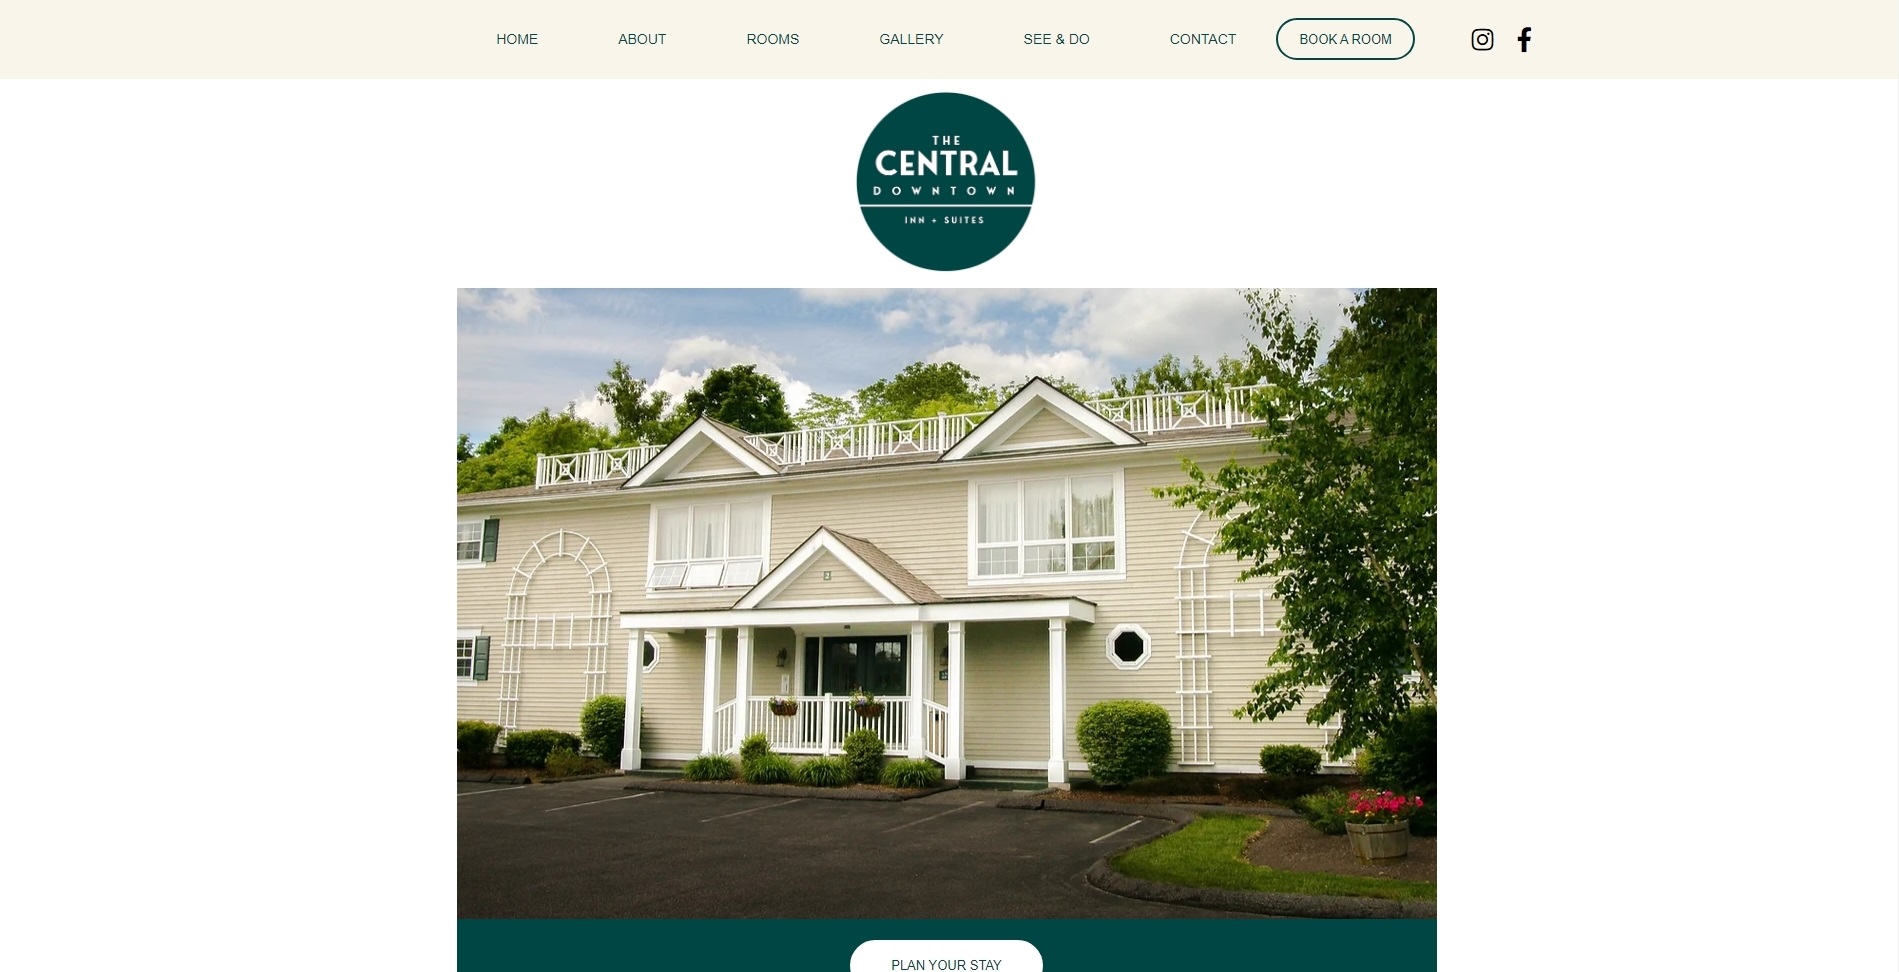 HOME ABOUT ROOMS GALLERY SEE & DO CONTACT BOOK A ROOM
THE
CENTRAL
DOWNTOWN
INN + SUITES
PLAN YOUR STAY